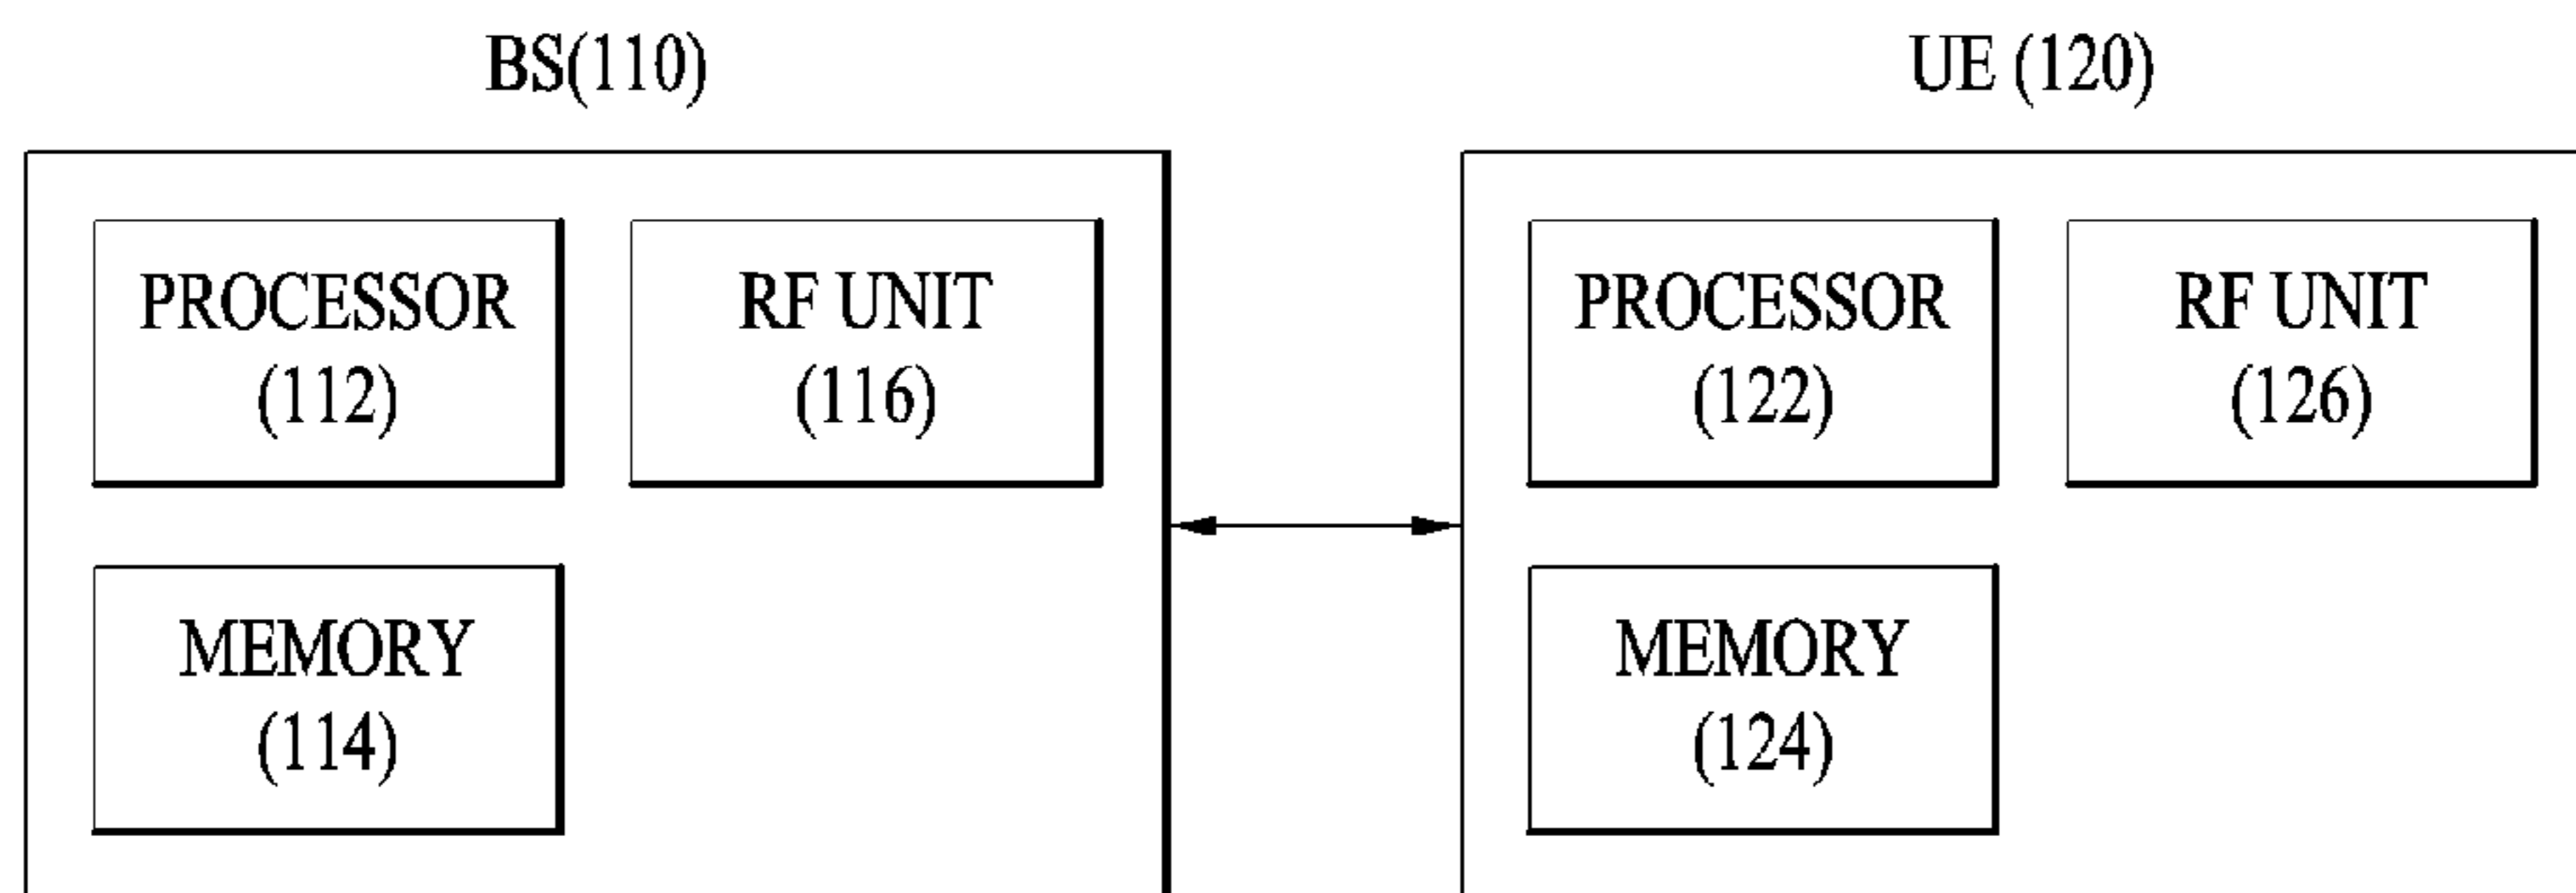 BS(110)
PROCESSOR
(112)
RF UNIT
(116)
MEMORY
(114)
UE (120)
PROCESSOR
(122)
RF UNIT
(126)
MEMORY
(124)